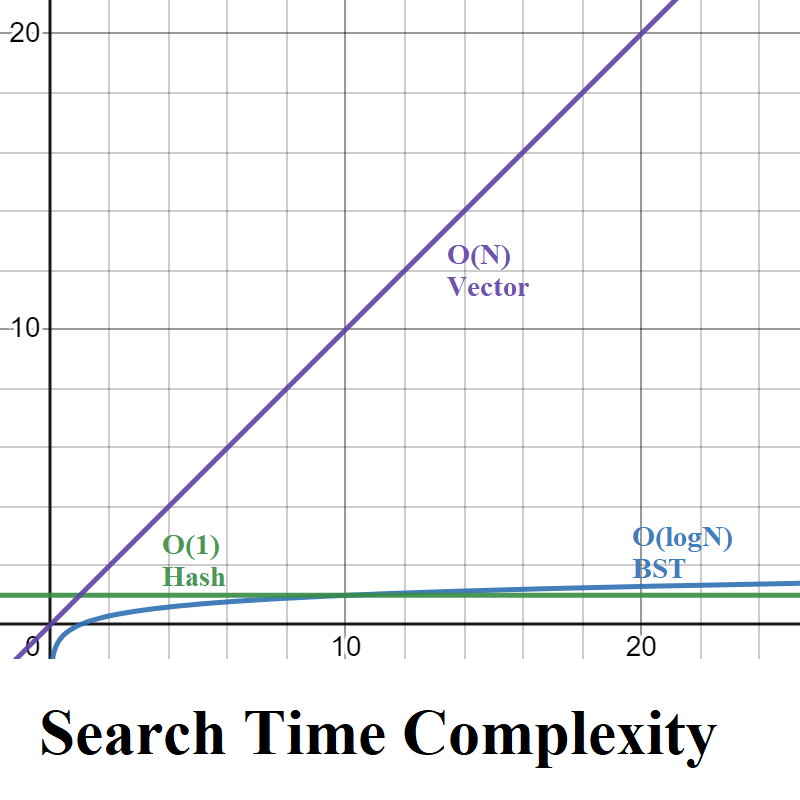 20
O(N)
Vector
10
O(1)
Hash
O(logN)
BST
0
10
20
Search Time Complexity